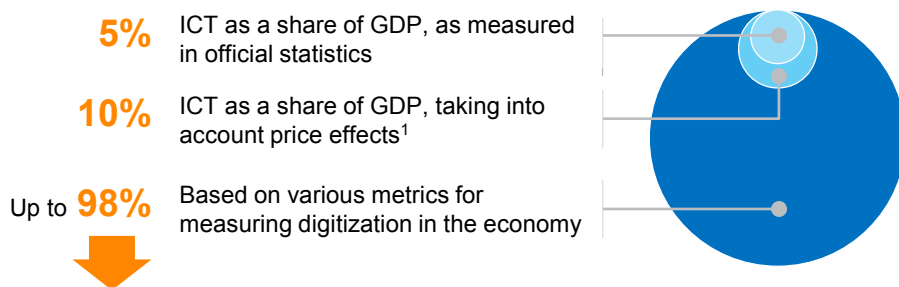 5% ICT as a share of GDP, as measured
in official statistics
10% ICT as a share of GDP, taking into
account price effects¹
Up to 98% Based on various metrics for
measuring digitization in the economy